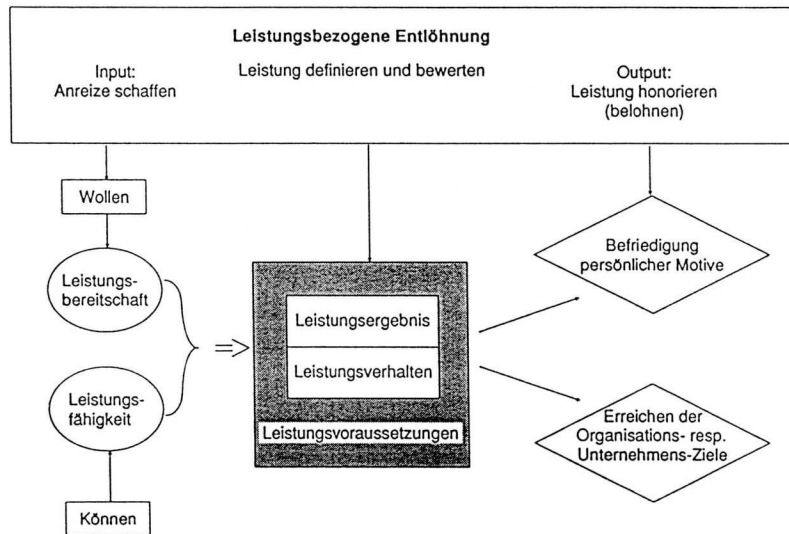 Leistungsbezogene Entlöhnung
Input:
Anreize schaffen
Leistung definieren und bewerten
Output:
Leistung honorieren
(belohnen)
Wollen
Leistungs-
bereitschaft
Leistungs-
fähigkeit
Können
Leistungsergebnis
Leistungsverhalten
Leistungsvoraussetzungen
Befriedigung
persönlicher Motive
Erreichen der
Organisations- resp.
Unternehmens-Ziele